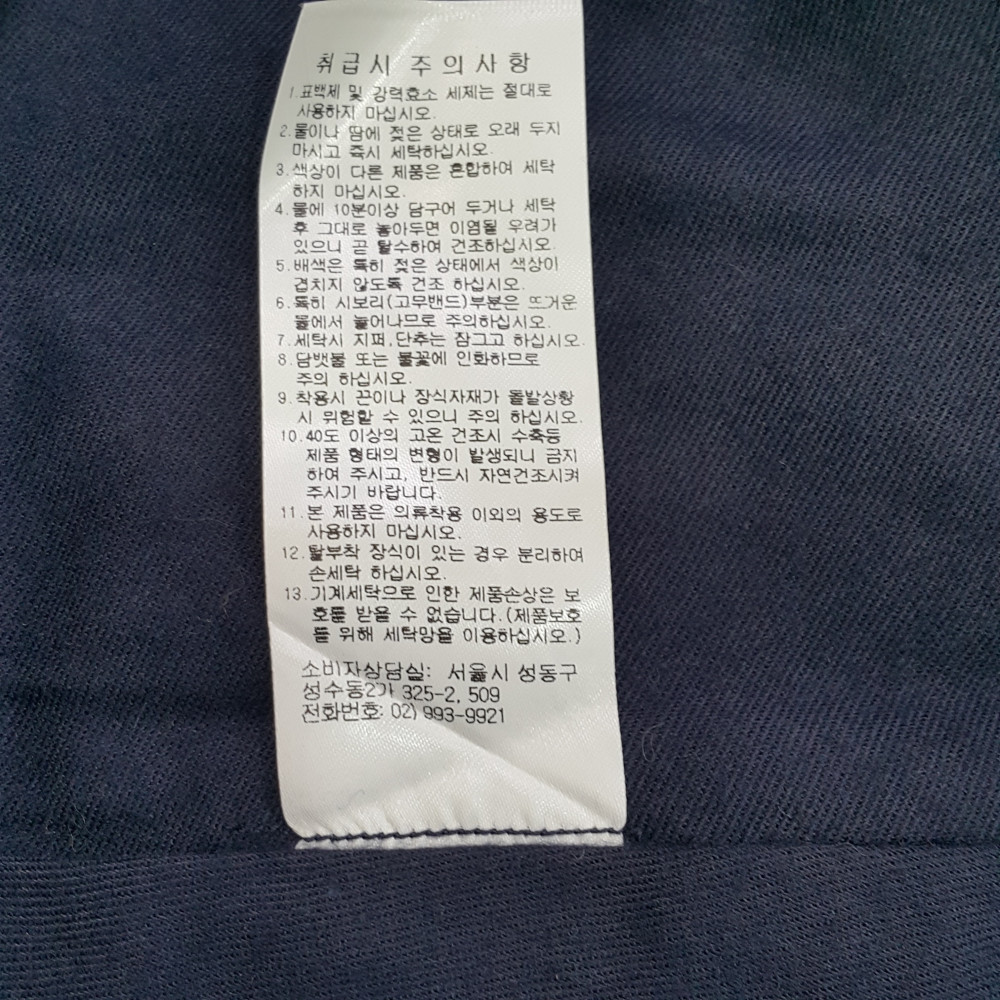 취급시 주의사항
1.표백제 및 강력효소 세제는 절대로
사용하지 마십시오.
2.물이나 땀에 젖은 상태로 오래 두지
마시고 즉시 세탁하십시오.
3.색상이 다른 제품은 혼합하여 세탁
하지 마십시오.
4.물에 10분이상 담구어 두거나 세탁
후 그대로 놓아두면 이염될 우려가
있으니 곧 탈수하여 건조하십시오.
5.배색은 특히 젖은 상태에서 색상이
겹치지 않도록 건조 하십시오.
6.특히 시보리(고무밴드)부분은 뜨거운
물에서 늘어나므로 주의하십시오.
7.세탁시 지퍼,단추는 잠그고 하십시오.
8.담뱃불 또는 불꽃에 인화하므로
주의 하십시오.
9.착용시 끈이나 장식자재가 돌발상황
시 위험할 수 있으니 주의 하십시오.
10.40도 이상의 고온 건조시 수축등
제품 형태의 변형이 발생되니 금지
하여 주시고, 반드시 자연건조시켜
주시기 바랍니다.
11.본 제품은 의류착용 이외의 용도로
사용하지 마십시오.
12.탈부착 장식이 있는 경우 분리하여
손세탁 하십시오.
13.기계세탁으로 인한 제품손상은 보
호를 받을 수 없습니다.(제품보호
를 위해 세탁망을 이용하십시오.)
소비자상담실: 서울시 성동구
성수동2가 325-2, 509
전화번호: 02) 993-9921